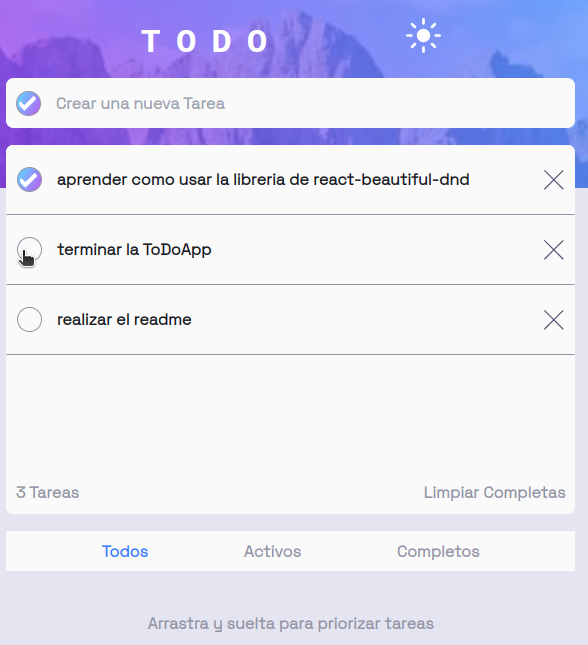 TODO
Crear una nueva Tarea
aprender como usar la libreria de react-beautiful-dnd
terminar la ToDoApp
realizar el readme
3 Tareas Limpiar Completas
Todos Activos Completos
Arrastra y suelta para priorizar tareas